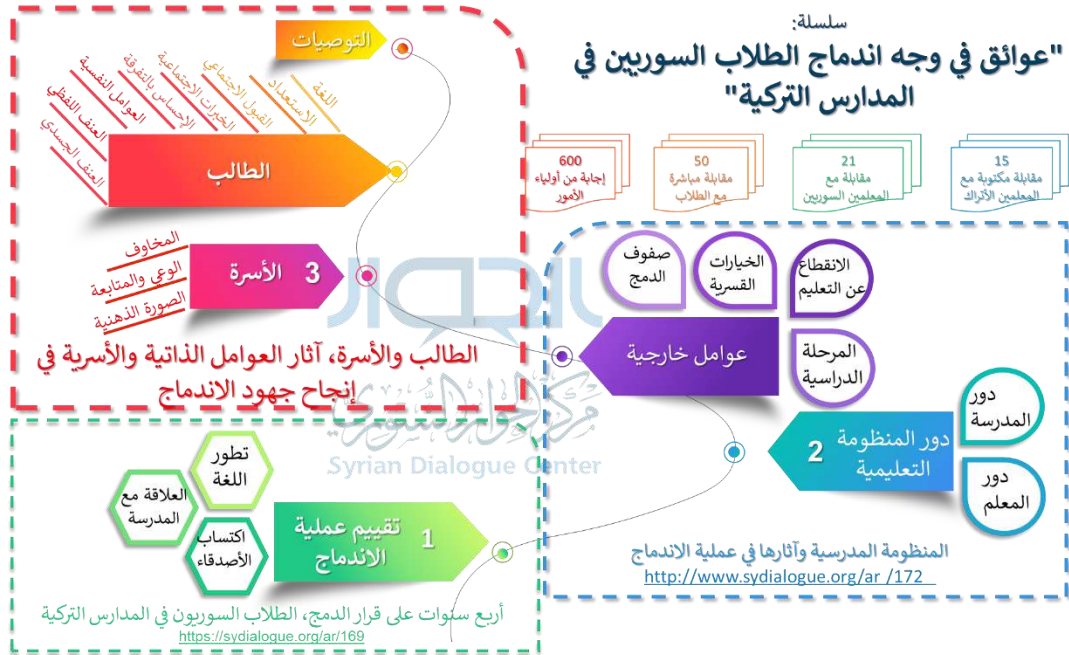 سلسلة:
"عوائق في وجه اندماج الطلاب السوريين في
المدارس التركية"
15
مقابلة مكتوبة مع
المعلمين الأتراك
21
مقابلة مع
المعلمين السوريين
50
مقابلة مباشرة
مع الطلاب
600
إجابة من أولياء
الأمور
التوصيات
اللغة
الاستعداد
القبول الاجتماعي
الخبرات الاجتماعية
الإحساس بالتفرقة
العوامل النفسية
العنف اللفظي
العنف الجسدي
الطالب
3 الأسرة
المخاوف
الوعي والمتابعة
الصورة الذهنية
الطالب والأسرة، آثار العوامل الذاتية والأسرية في
إنجاح جهود الاندماج
الانقطاع
عن التعليم
الخيارات
القسرية
صفوف
الدمج
عوامل خارجية
المرحلة
الدراسية
دور
المدرسة
دور المنظومة
التعليمية
2
دور
المعلم
المنظومة المدرسية وآثارها في عملية الاندماج
http://www.sydialogue.org/ar /172
الحوار
مركز الحوار السوري
Syrian Dialogue Center
تطور
اللغة
العلاقة مع
المدرسة
اكتساب
الأصدقاء
1
تقييم عملية
الاندماج
أربع سنوات على قرار الدمج، الطلاب السوريون في المدارس التركية
https://sydialogue.org/ar/169